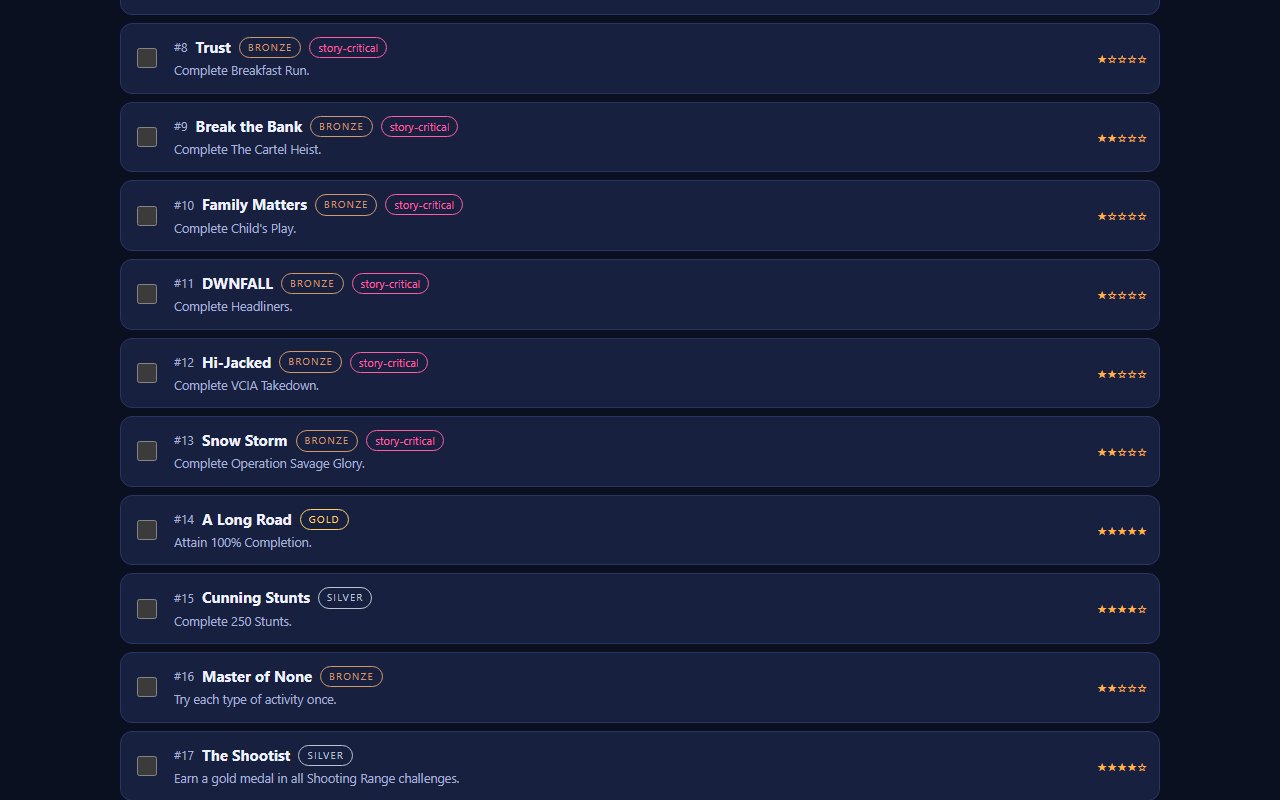 #8 Trust BRONZE story-critical
Complete Breakfast Run.
★☆☆☆☆
#9 Break the Bank BRONZE story-critical
Complete The Cartel Heist.
★★☆☆☆
#10 Family Matters BRONZE story-critical
Complete Child's Play.
★☆☆☆☆
#11 DWNFALL BRONZE story-critical
Complete Headliners.
★☆☆☆☆
#12 Hi-Jacked BRONZE story-critical
Complete VCIA Takedown.
★★☆☆☆
#13 Snow Storm BRONZE story-critical
Complete Operation Savage Glory.
★★☆☆☆
#14 A Long Road GOLD
Attain 100% Completion.
★★★★★
#15 Cunning Stunts SILVER
Complete 250 Stunts.
★★★★☆
#16 Master of None BRONZE
Try each type of activity once.
★★☆☆☆
#17 The Shootist SILVER
Earn a gold medal in all Shooting Range challenges.
★★★★☆